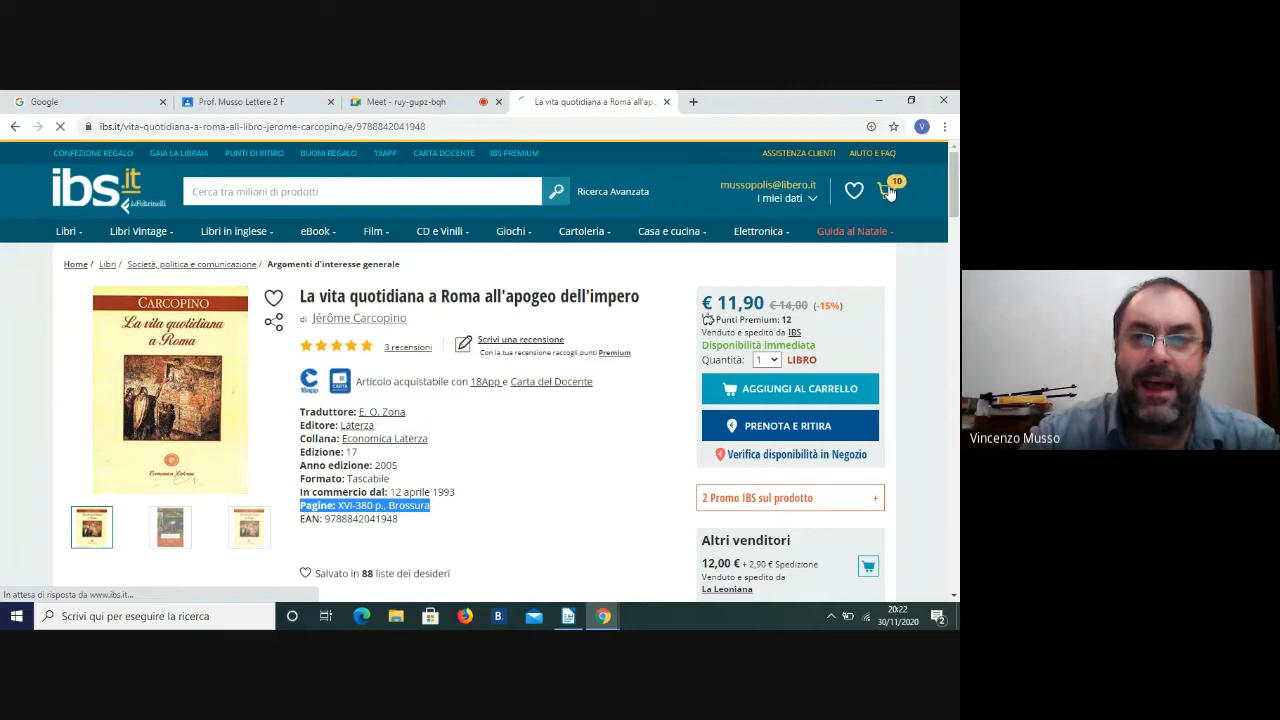 Google
Prof. Musso Lettere 2 F
Meet - ruy-gupz-bqh
La vita quotidiana a Roma all'apo
ibs.it/vita-quotidiana-a-roma-all-libro-jerome-carcopino/e/9788842041948
V
CONFEZIONE REGALO GAIA LA LIBRAIA PUNTI DI RITIRO BUONI REGALO 18APP CARTA DOCENTE IBS PREMIUM ASSISTENZA CLIENTI AIUTO E FAQ
ibs.it
laFeltrinelli
Cerca tra milioni di prodotti
Ricerca Avanzata
mussopolis@libero.it
I miei dati
10
Libri Libri Vintage Libri in inglese eBook Film CD e Vinili Giochi Cartoleria Casa e cucina Elettronica Guida al Natale
Home / Libri / Società, politica e comunicazione / Argomenti d'interesse generale
CARCOPINO
La vita quotidiana
a Roma
Economica Laterza
La vita quotidiana a Roma all'apogeo dell'impero
di Jérôme Carcopino
3 recensioni
Scrivi una recensione
Con la tua recensione raccogli punti Premium
18app
CARTA
Articolo acquistabile con 18App e Carta del Docente
Traduttore: E. O. Zona
Editore: Laterza
Collana: Economica Laterza
Edizione: 17
Anno edizione: 2005
Formato: Tascabile
In commercio dal: 12 aprile 1993
Pagine: XVI-380 p., Brossura
EAN: 9788842041948
Salvato in 88 liste dei desideri
€ 11,90 € 14,00 (-15%)
Punti Premium: 12
Venduto e spedito da IBS
Disponibilità immediata
Quantità: 1 LIBRO
AGGIUNGI AL CARRELLO
PRENOTA E RITIRA
Verifica disponibilità in Negozio
2 Promo IBS sul prodotto +
Altri venditori
12,00 € + 2,90 € Spedizione
Venduto e spedito da
La Leoniana
In attesa di risposta da www.ibs.it...
Scrivi qui per eseguire la ricerca
B.
20:22
30/11/2020
2
Vincenzo Musso